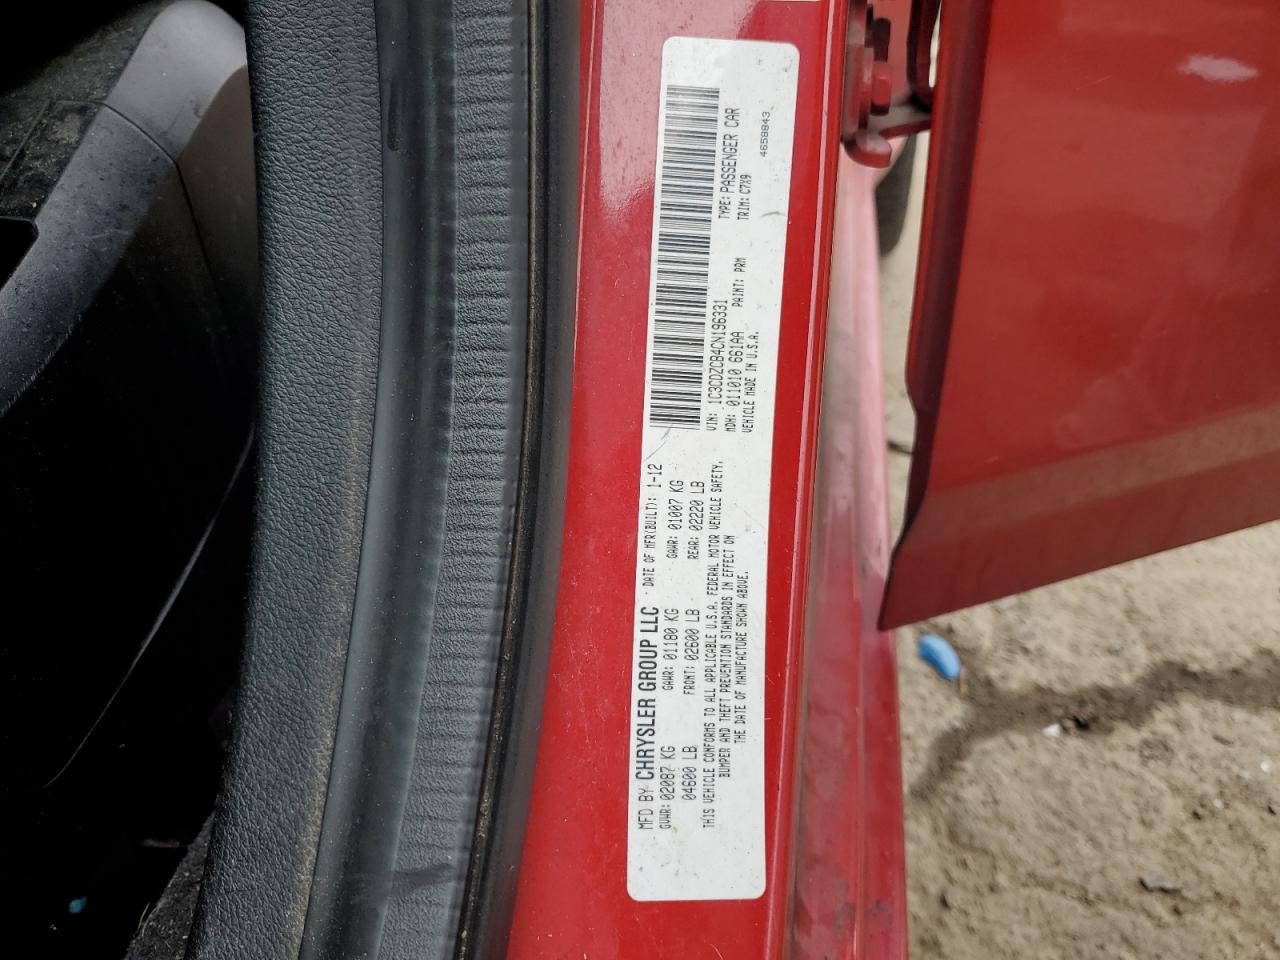 MFD BY CHRYSLER GROUP LLC DATE OF MFR(BUILT): 1-12
GVWR: 02087 KG GAWR: 01180 KG GAWR: 01007 KG
04600 LB FRONT: 02600 LB REAR: 02220 LB
THIS VEHICLE CONFORMS TO ALL APPLICABLE U.S.A. FEDERAL MOTOR VEHICLE SAFETY,
BUMPER AND THEFT PREVENTION STANDARDS IN EFFECT ON
THE DATE OF MANUFACTURE SHOWN ABOVE.
VIN: 1C3CDZCB4CN196331 TYPE: PASSENGER CAR
MDH: 011010 661AA PAINT: PRM TRIM: C7X9
VEHICLE MADE IN U.S.A. 4658843